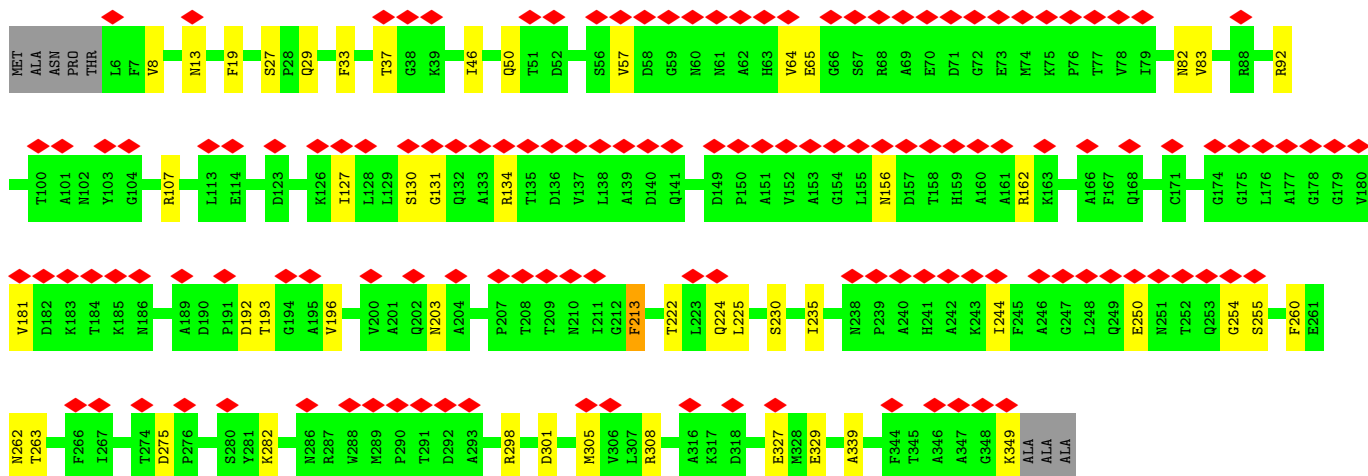 MET ALA ASN PRO THR L6 F7 V8 N13 F19 S27 P28 Q29 F33 T37 G38 K39 I46 Q50 T51 D52 S56 V57 D58 G59 N60 N61 A62 H63 V64 E65 G66 S67 R68 A69 E70 D71 G72 E73 M74 K75 P76 T77 V78 I79 N82 V83 R88 R92
T100 A101 N102 Y103 G104 R107 L113 E114 D123 K126 I127 L128 L129 S130 G131 Q132 A133 R134 T135 D136 V137 L138 A139 D140 Q141 D149 P150 A151 V152 A153 G154 L155 N156 D157 T158 H159 A160 A161 R162 K163 A166 F167 Q168 C171 G174 G175 L176 A177 G178 G179 V180
V181 D182 K183 T184 K185 N186 A189 D190 P191 D192 T193 G194 A195 V196 V200 A201 Q202 N203 A204 P207 T208 T209 N210 I211 G212 F213 T222 L223 Q224 L225 S230 I235 N238 P239 A240 H241 A242 K243 I244 F245 A246 G247 L248 Q249 E250 N251 T252 Q253 G254 S255 F260 E261
N262 T263 F266 I267 T274 D275 P276 S280 Y281 K282 N286 R287 W288 M289 P290 T291 D292 A293 R298 D301 M305 V306 L307 R308 A316 K317 D318 E327 M328 E329 A339 F344 T345 A346 A347 G348 K349 ALA ALA ALA